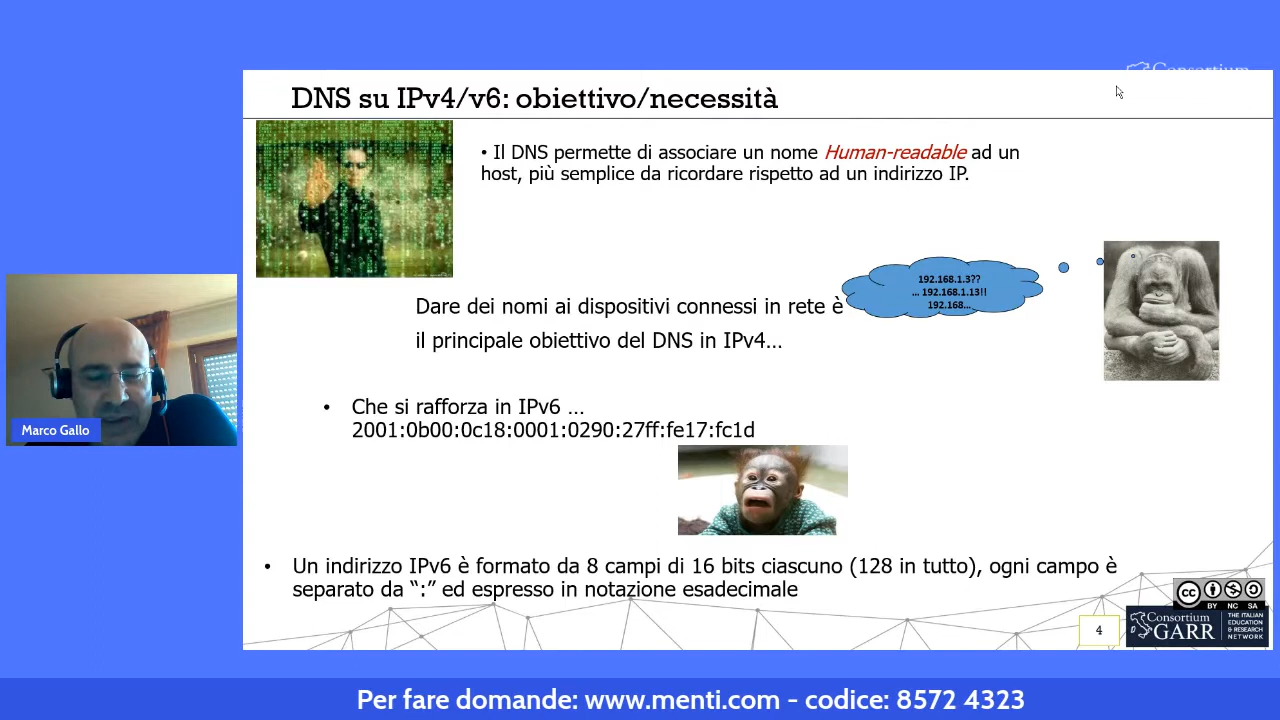 Consortium
DNS su IPv4/v6: obiettivo/necessità
• Il DNS permette di associare un nome Human-readable ad un
host, più semplice da ricordare rispetto ad un indirizzo IP.
192.168.1.3??
... 192.168.1.13!!
192.168...
Dare dei nomi ai dispositivi connessi in rete è
il principale obiettivo del DNS in IPv4…
• Che si rafforza in IPv6 …
2001:0b00:0c18:0001:0290:27ff:fe17:fc1d
Marco Gallo
• Un indirizzo IPv6 è formato da 8 campi di 16 bits ciascuno (128 in tutto), ogni campo è
separato da “:” ed espresso in notazione esadecimale
cc
BY NC SA
4
Consortium
GARR
THE ITALIAN
EDUCATION
& RESEARCH
NETWORK
Per fare domande: www.menti.com - codice: 8572 4323